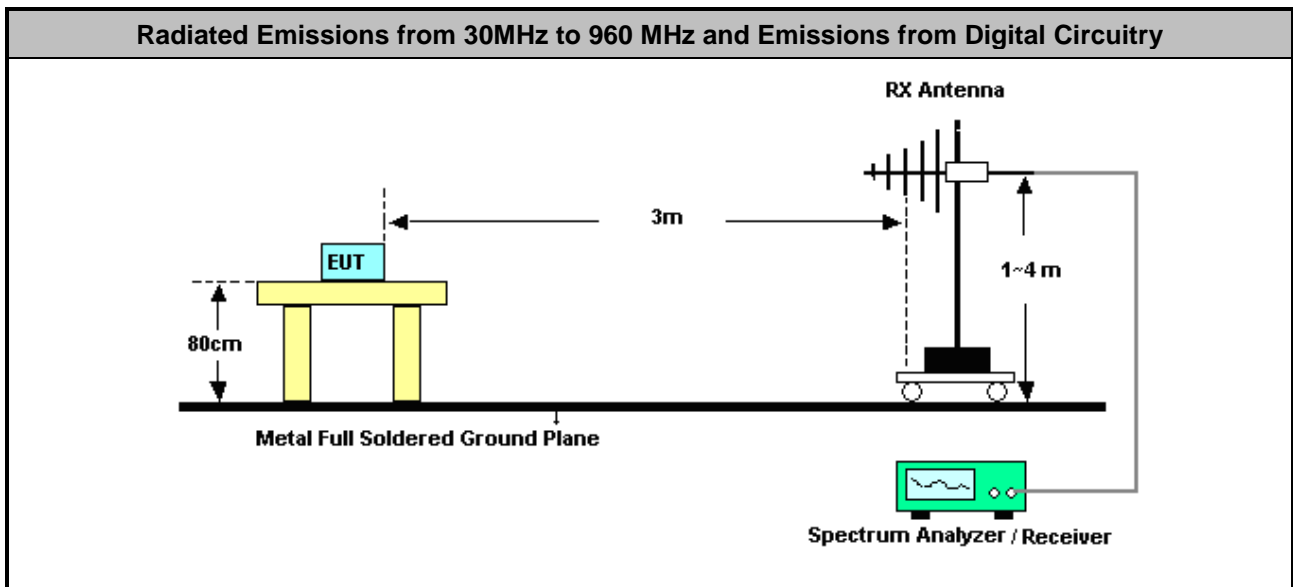 Radiated Emissions from 30MHz to 960 MHz and Emissions from Digital Circuitry
RX Antenna
3m
EUT
1~4 m
80cm
Metal Full Soldered Ground Plane
Spectrum Analyzer / Receiver